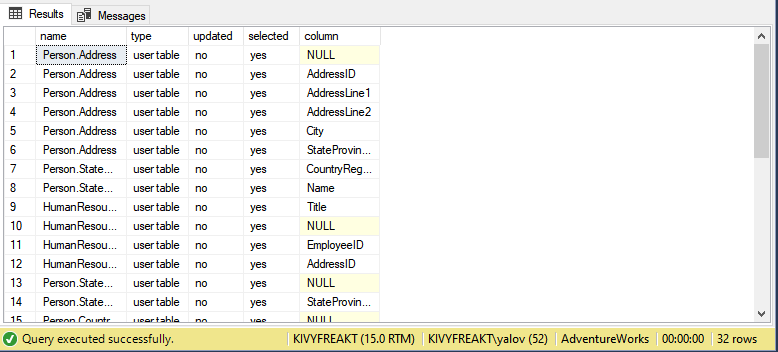 Results Messages
name type updated selected column
1 Person.Address user table no yes NULL
2 Person.Address user table no yes AddressID
3 Person.Address user table no yes AddressLine1
4 Person.Address user table no yes AddressLine2
5 Person.Address user table no yes City
6 Person.Address user table no yes StateProvin...
7 Person.State... user table no yes CountryReg...
8 Person.State... user table no yes Name
9 HumanResou... user table no yes Title
10 HumanResou... user table no yes NULL
11 HumanResou... user table no yes EmployeeID
12 HumanResou... user table no yes AddressID
13 Person.State... user table no yes NULL
14 Person.State... user table no yes StateProvin...
15 Person.Countr... user table no yes NULL
Query executed successfully. KIVYFREAKT (15.0 RTM) KIVYFREAKT\yalov (52) AdventureWorks 00:00:00 32 rows